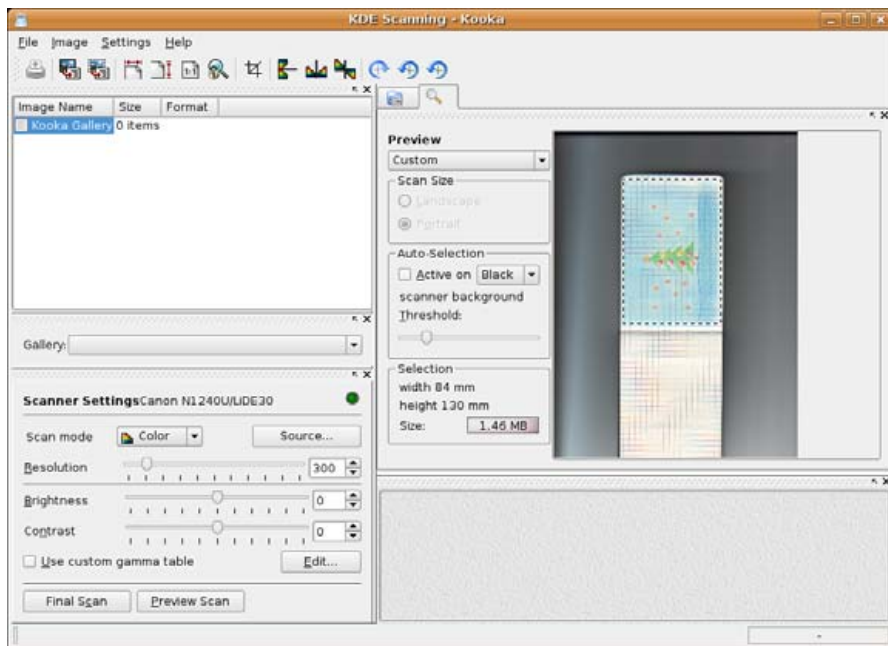 KDE Scanning - Kooka
File Image Settings Help
Image Name Size Format
Kooka Gallery 0 items
Gallery:
Scanner Settings Canon N1240U/LiDE30
Scan mode Color Source...
Resolution 300
Brightness 0
Contrast 0
Use custom gamma table Edit...
Final Scan Preview Scan
Preview
Custom
Scan Size
Landscape
Portrait
Auto-Selection
Active on Black
scanner background
Threshold:
Selection
width 84 mm
height 130 mm
Size: 1.46 MB
-